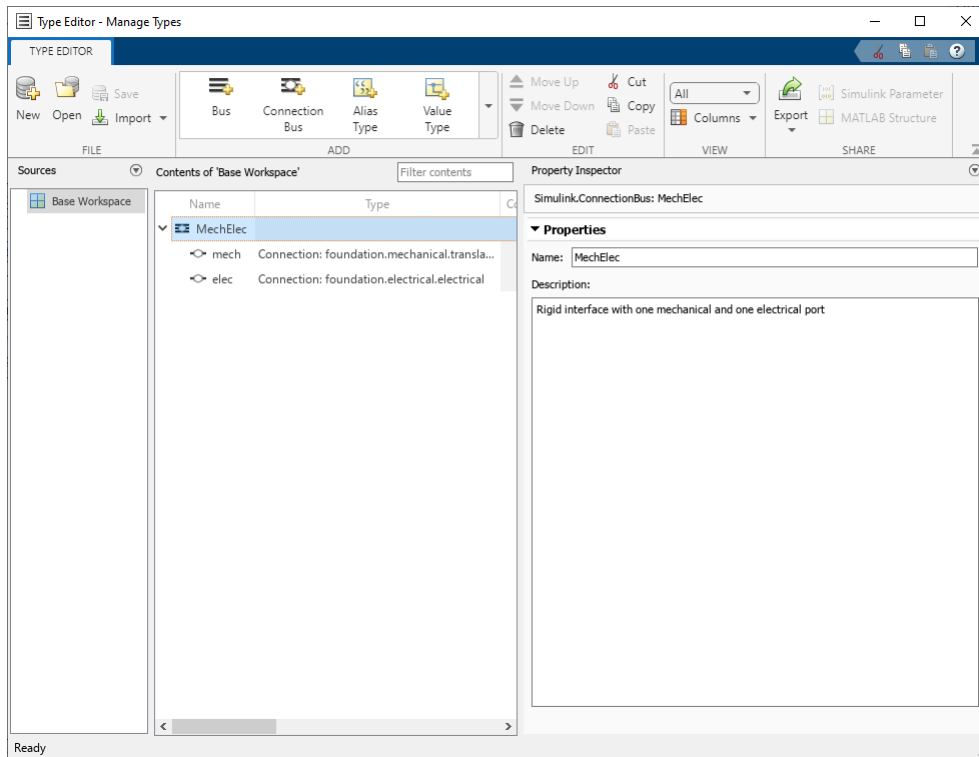 Type Editor - Manage Types
TYPE EDITOR
New
Open
Save
Import
FILE
Bus
Connection
Bus
Alias
Type
Value
Type
ADD
Move Up
Move Down
Delete
Cut
Copy
Paste
EDIT
All
Columns
VIEW
Export
Simulink Parameter
MATLAB Structure
SHARE
Sources
Base Workspace
Contents of 'Base Workspace'
Filter contents
Name Type Co
MechElec
mech Connection: foundation.mechanical.transla...
elec Connection: foundation.electrical.electrical
Property Inspector
Simulink.ConnectionBus: MechElec
Properties
Name: MechElec
Description:
Rigid interface with one mechanical and one electrical port
Ready